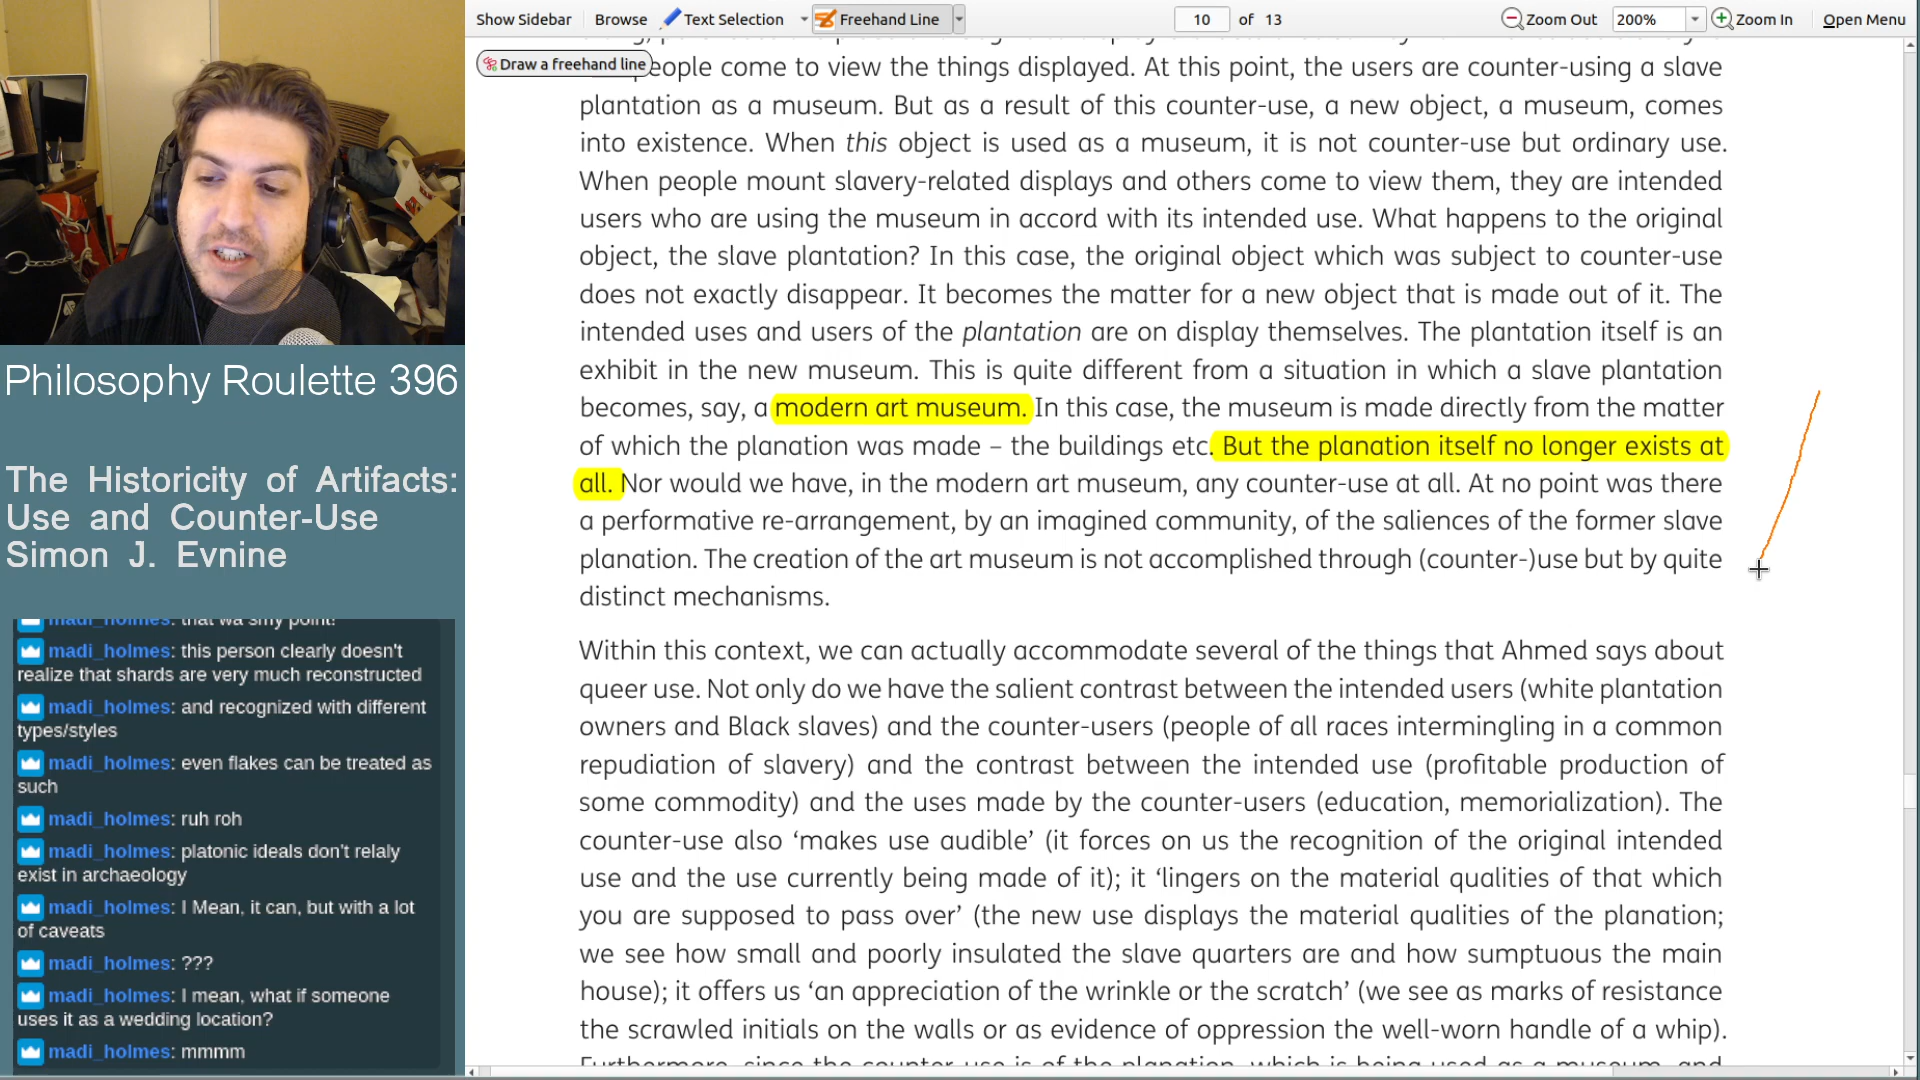 Show Sidebar Browse Text Selection Freehand Line 10 of 13 Zoom Out 200% Zoom In Open Menu
Draw a freehand line
people come to view the things displayed. At this point, the users are counter-using a slave
plantation as a museum. But as a result of this counter-use, a new object, a museum, comes
into existence. When this object is used as a museum, it is not counter-use but ordinary use.
When people mount slavery-related displays and others come to view them, they are intended
users who are using the museum in accord with its intended use. What happens to the original
object, the slave plantation? In this case, the original object which was subject to counter-use
does not exactly disappear. It becomes the matter for a new object that is made out of it. The
intended uses and users of the plantation are on display themselves. The plantation itself is an
exhibit in the new museum. This is quite different from a situation in which a slave plantation
becomes, say, a modern art museum. In this case, the museum is made directly from the matter
of which the planation was made – the buildings etc. But the planation itself no longer exists at
all. Nor would we have, in the modern art museum, any counter-use at all. At no point was there
a performative re-arrangement, by an imagined community, of the saliences of the former slave
planation. The creation of the art museum is not accomplished through (counter-)use but by quite
distinct mechanisms.
Within this context, we can actually accommodate several of the things that Ahmed says about
queer use. Not only do we have the salient contrast between the intended users (white plantation
owners and Black slaves) and the counter-users (people of all races intermingling in a common
repudiation of slavery) and the contrast between the intended use (profitable production of
some commodity) and the uses made by the counter-users (education, memorialization). The
counter-use also ‘makes use audible’ (it forces on us the recognition of the original intended
use and the use currently being made of it); it ‘lingers on the material qualities of that which
you are supposed to pass over’ (the new use displays the material qualities of the planation;
we see how small and poorly insulated the slave quarters are and how sumptuous the main
house); it offers us ‘an appreciation of the wrinkle or the scratch’ (we see as marks of resistance
the scrawled initials on the walls or as evidence of oppression the well-worn handle of a whip).
Furthermore, since the counter-use is of the planation, which is being used as a museum, and
Philosophy Roulette 396
The Historicity of Artifacts:
Use and Counter-Use
Simon J. Evnine
madi_holmes: that wa smy point!
madi_holmes: this person clearly doesn't
realize that shards are very much reconstructed
madi_holmes: and recognized with different
types/styles
madi_holmes: even flakes can be treated as
such
madi_holmes: ruh roh
madi_holmes: platonic ideals don't relaly
exist in archaeology
madi_holmes: I Mean, it can, but with a lot
of caveats
madi_holmes: ???
madi_holmes: I mean, what if someone
uses it as a wedding location?
madi_holmes: mmmm